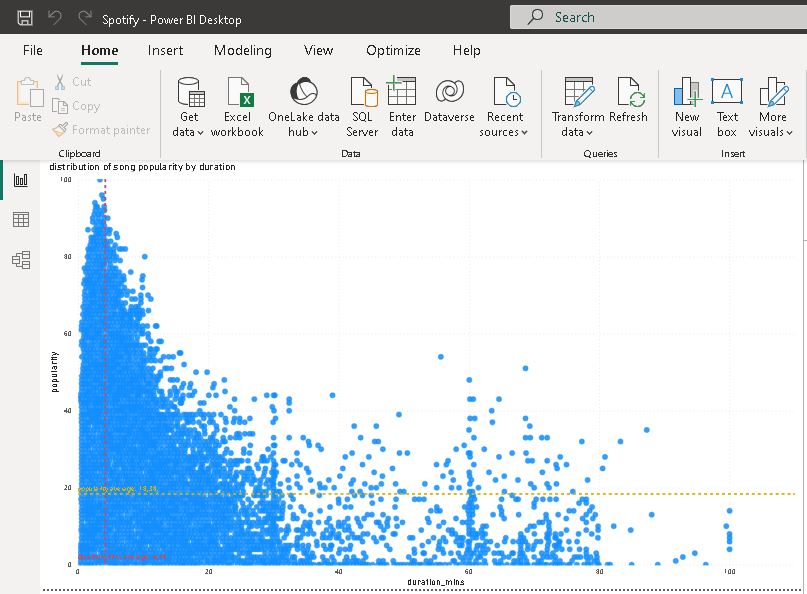 Spotify - Power BI Desktop
Search
File Home Insert Modeling View Optimize Help
Paste
Cut
Copy
Format painter
Clipboard
Get data
Excel workbook
OneLake data hub
SQL Server
Enter data
Dataverse
Recent sources
Data
Transform data
Refresh
Queries
New visual
Text box
More visuals
Insert
distribution of song popularity by duration
popularity
100
80
60
40
20
0
popularity average: 18,38
0 20 40 60 80 100
duration_mins